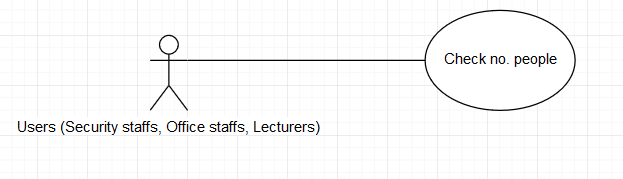 Check no. people
Users (Security staffs, Office staffs, Lecturers)